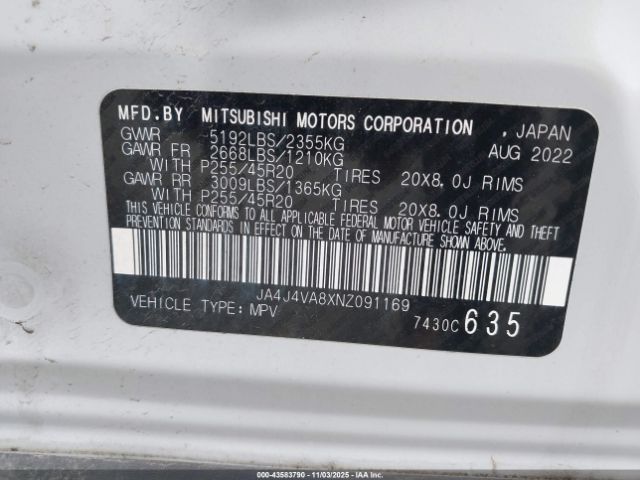 MFD.BY MITSUBISHI MOTORS CORPORATION , JAPAN
GWWR 5192LBS/2355KG AUG 2022
GAWR FR 2668LBS/1210KG
WITH P255/45R20 TIRES 20X8.0J RIMS
GAWR RR 3009LBS/1365KG
WITH P255/45R20 TIRES 20X8.0J RIMS
THIS VEHICLE CONFORMS TO ALL APPLICABLE FEDERAL MOTOR VEHICLE SAFETY AND THEFT
PREVENTION STANDARDS IN EFFECT ON THE DATE OF MANUFACTURE SHOWN ABOVE.
JA4J4VA8XNZ091169
VEHICLE TYPE: MPV 7430C 635
000-43583790 - 11/03/2025 - IAAI.COM